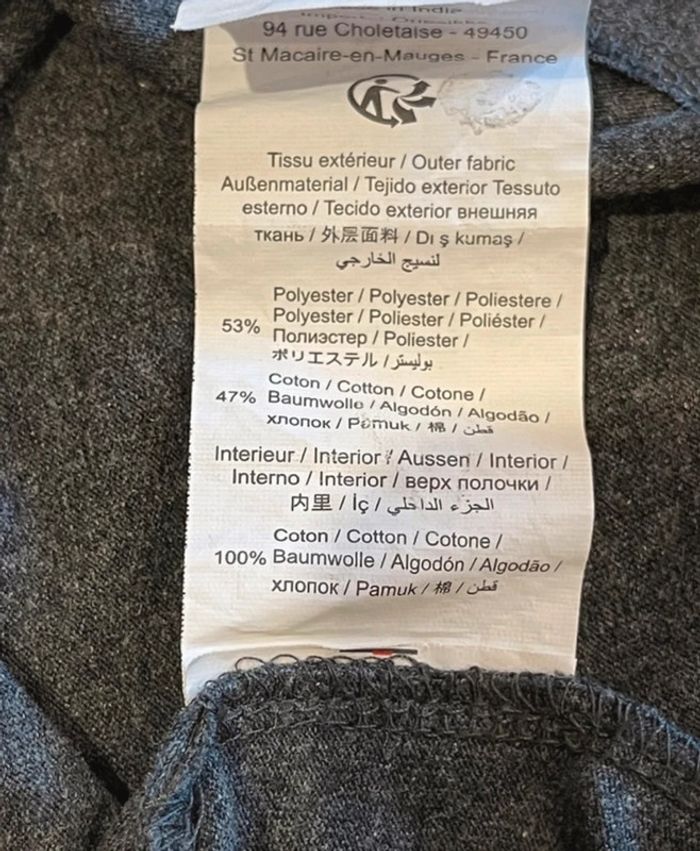 94 rue Choletaise - 49450
St Macaire-en-Mauges - France
Tissu extérieur / Outer fabric
Außenmaterial / Tejido exterior Tessuto
esterno / Tecido exterior внешняя
ткань / 外层面料 / Dı ş kumaş /
لنسيج الخارجي
Polyester / Polyester / Poliestere /
Polyester / Poliester / Poliéster /
53%
Полиэстер / Poliester /
ポリエステル / بوليستر
Coton / Cotton / Cotone /
47% Baumwolle / Algodón / Algodão /
хлопок / Pamuk / 棉 / قطن
Interieur / Interior / Aussen / Interior /
Interno / Interior / верх полочки /
内里 / İç / الجزء الداخلي
Coton / Cotton / Cotone /
100% Baumwolle / Algodón / Algodão /
хлопок / Pamuk / 棉 / قطن